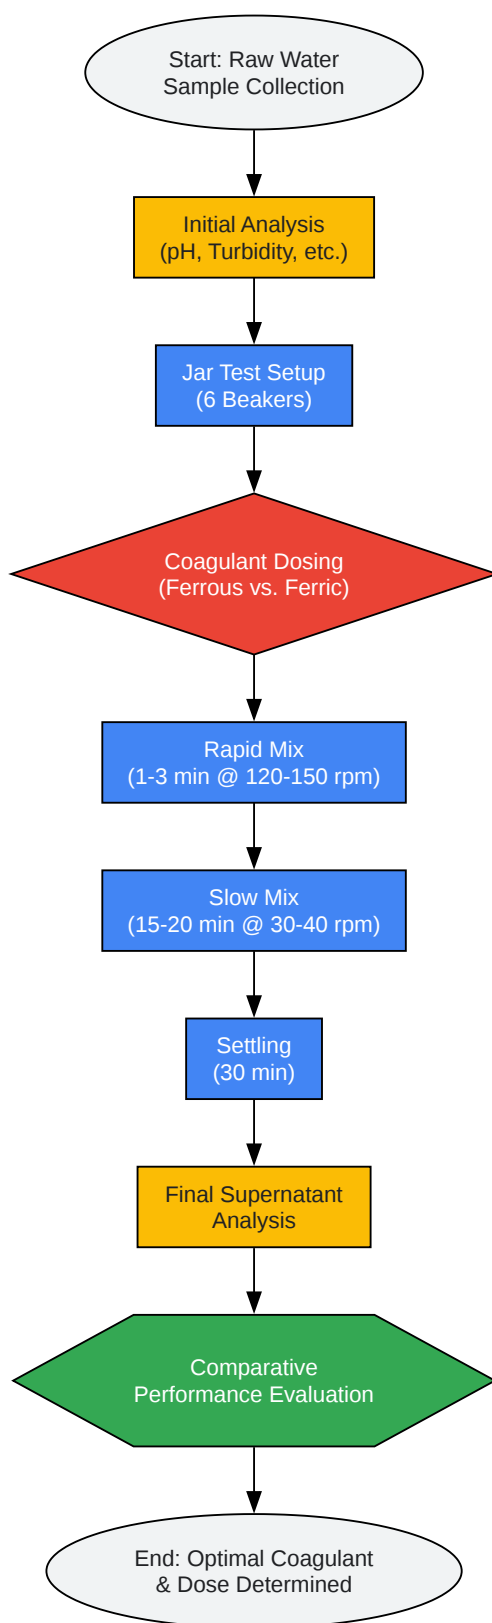 Start: Raw Water
Sample Collection
Initial Analysis
(pH, Turbidity, etc.)
Jar Test Setup
(6 Beakers)
Coagulant Dosing
(Ferrous vs. Ferric)
Rapid Mix
(1-3 min @ 120-150 rpm)
Slow Mix
(15-20 min @ 30-40 rpm)
Settling
(30 min)
Final Supernatant
Analysis
Comparative
Performance Evaluation
End: Optimal Coagulant
& Dose Determined